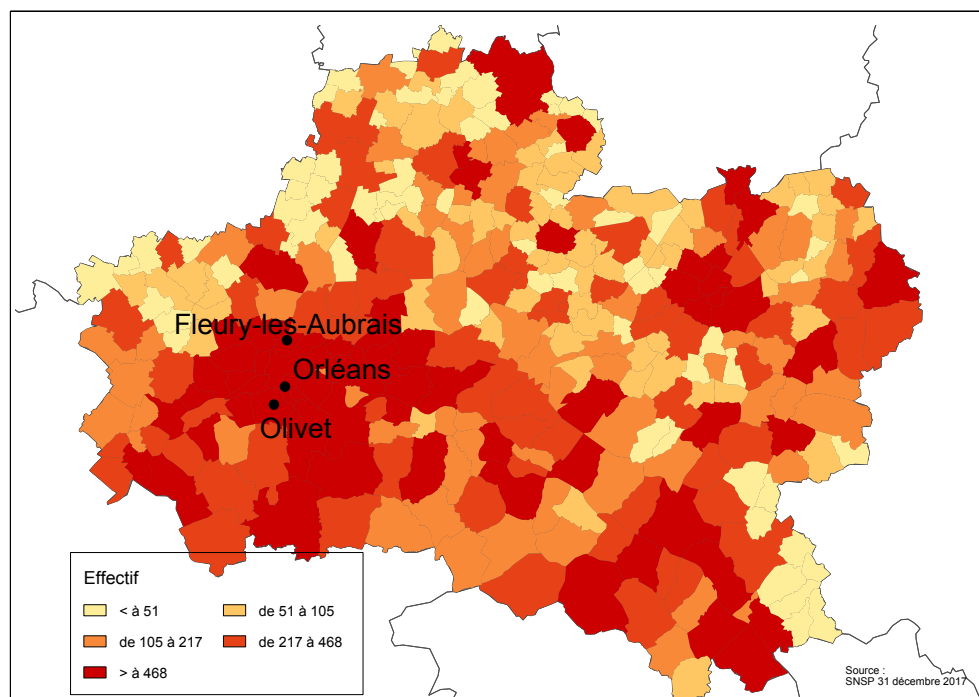 Fleury-les-Aubrais
Orléans
Olivet
Effectif
< à 51
de 51 à 105
de 105 à 217
de 217 à 468
> à 468
Source :
SNSP 31 décembre 2017